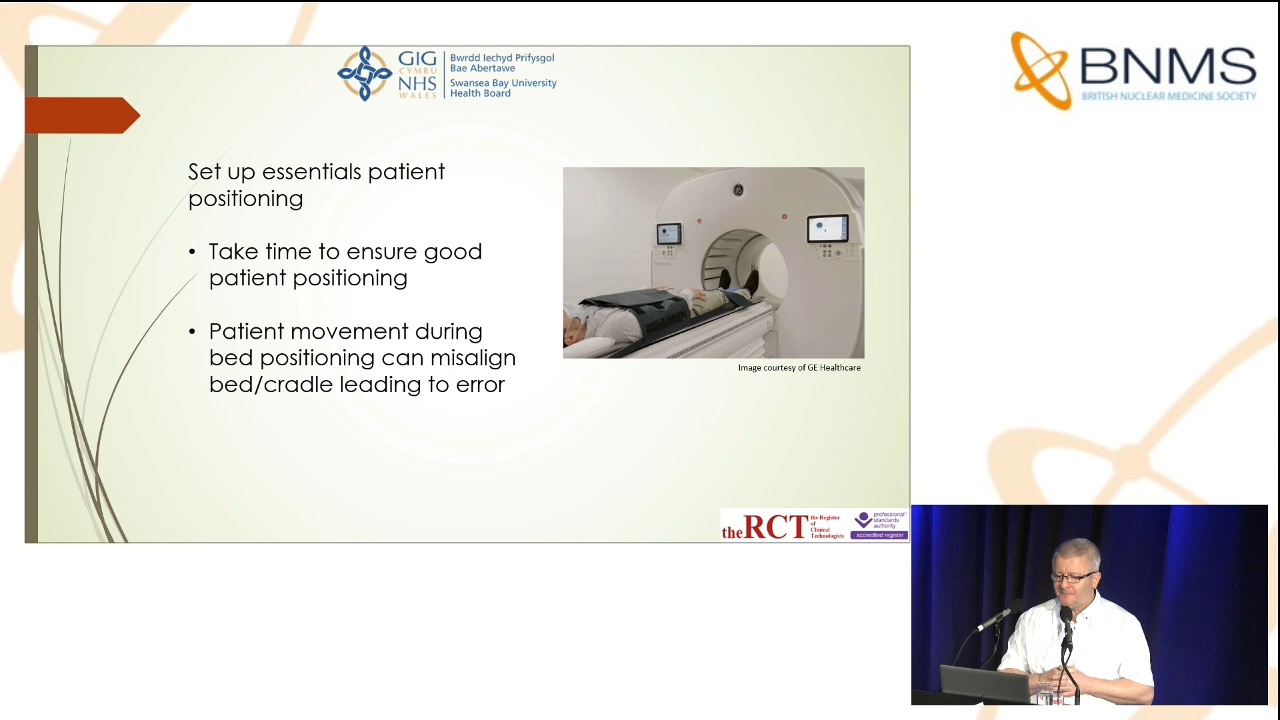 GIG
CYMRU
NHS
WALES
Bwrdd Iechyd Prifysgol
Bae Abertawe
Swansea Bay University
Health Board
BNMS
BRITISH NUCLEAR MEDICINE SOCIETY
Set up essentials patient
positioning
• Take time to ensure good
patient positioning
• Patient movement during
bed positioning can misalign
bed/cradle leading to error
Image courtesy of GE Healthcare
theRCT
the Register
of
Clinical
Technologists
professional
standards
authority
accredited register